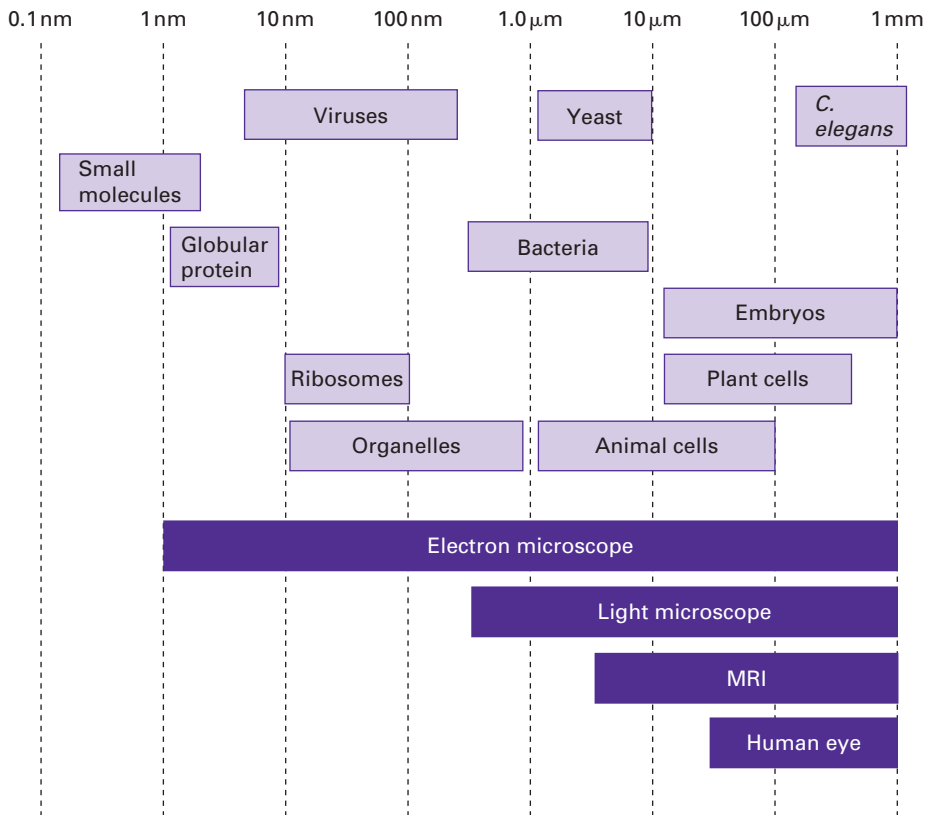 0.1 nm 1 nm 10 nm 100 nm 1.0 μm 10 μm 100 μm 1 mm
Viruses
Yeast
C.
elegans
Small
molecules
Globular
protein
Bacteria
Embryos
Ribosomes
Plant cells
Organelles
Animal cells
Electron microscope
Light microscope
MRI
Human eye